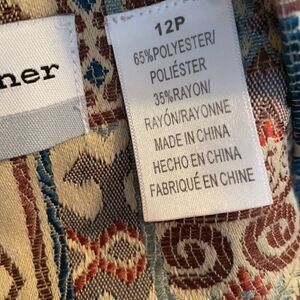 ner
12P
65%POLYESTER/
POLIÉSTER
35%RAYON/
RAYÓN/RAYONNE
MADE IN CHINA
HECHO EN CHINA
FABRIQUÉ EN CHINE